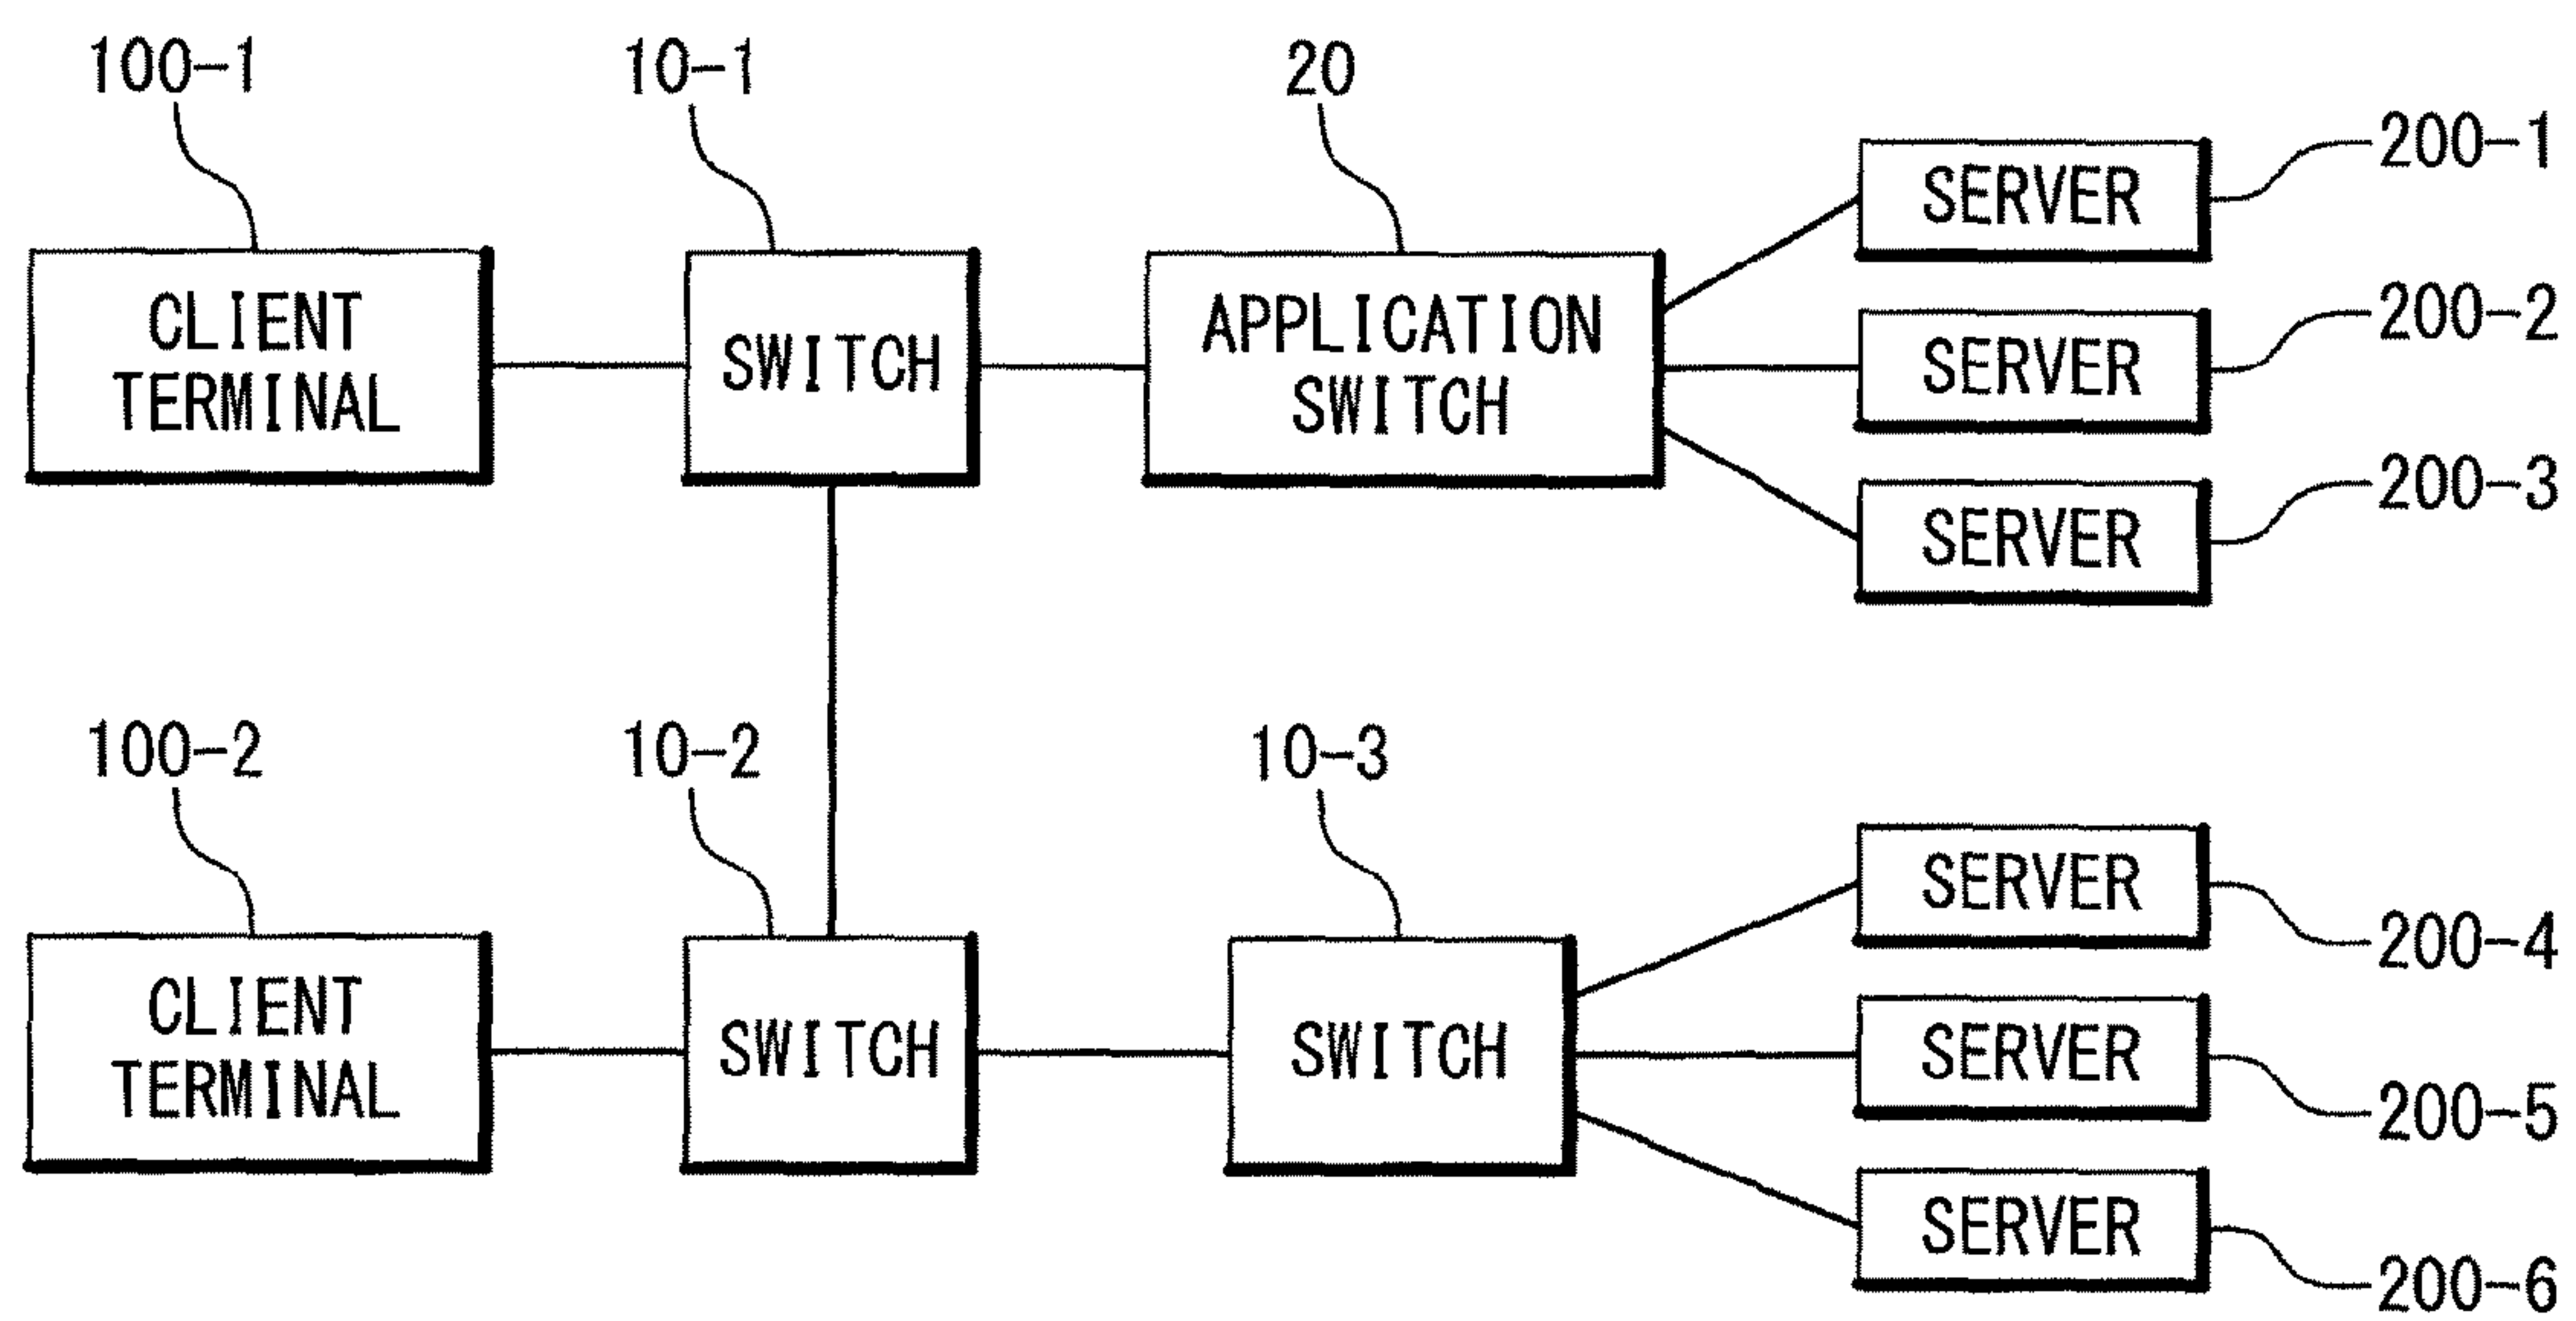 100-1
10-1
20
200-1
SERVER
CLIENT
TERMINAL
SWITCH
APPLICATION
SWITCH
200-2
SERVER
200-3
SERVER
100-2
10-2
10-3
SERVER
200-4
CLIENT
TERMINAL
SWITCH
SWITCH
SERVER
200-5
SERVER
200-6